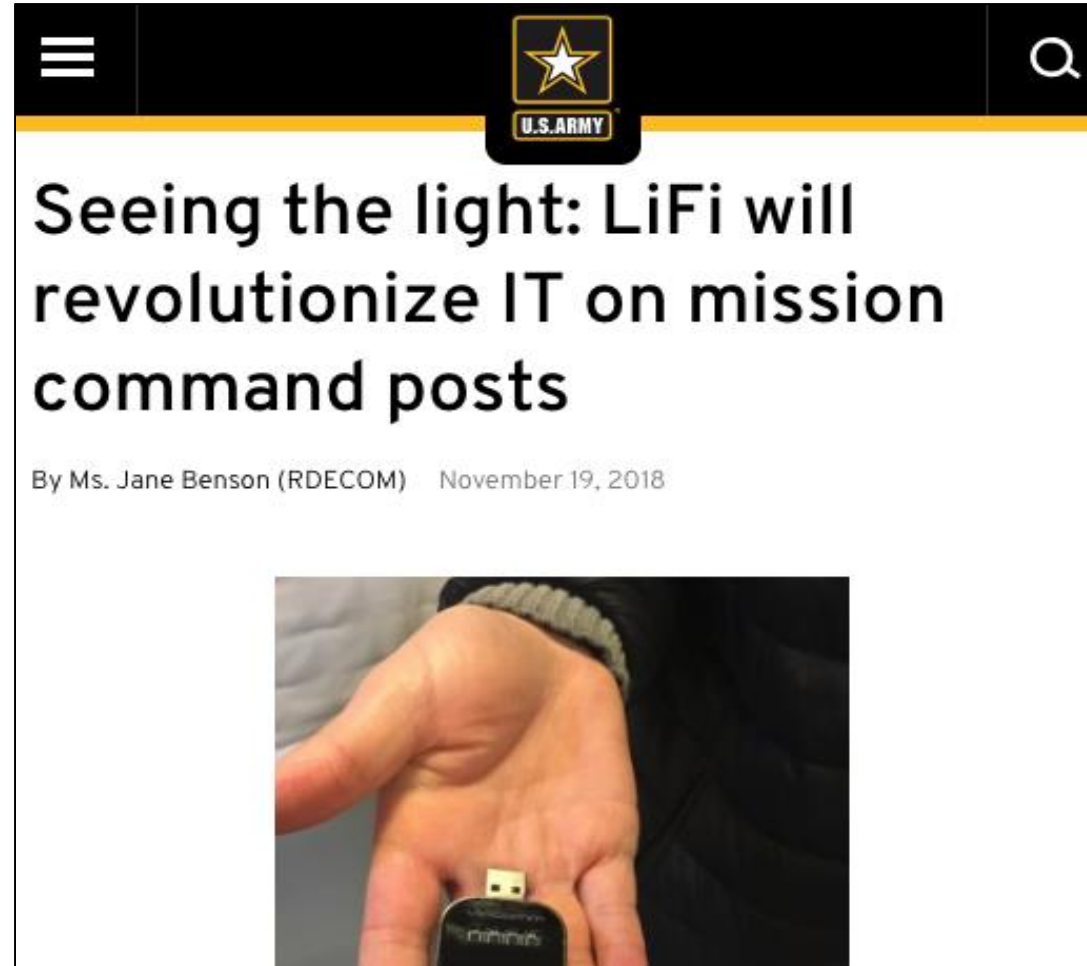 U.S.ARMY
Seeing the light: LiFi will
revolutionize IT on mission
command posts
By Ms. Jane Benson (RDECOM) November 19, 2018